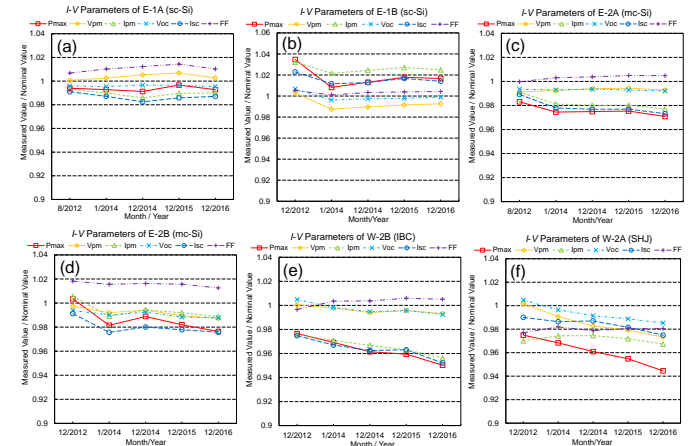 I-V Parameters of E-1A (sc-Si)
Pmax Vpm Ipm Voc Isc FF
(a)
Measured Value / Nominal Value
1.04
1.02
1
0.98
0.96
0.94
0.92
0.9
8/2012 1/2014 12/2014 12/2015 12/2016
Month / Year
I-V Parameters of E-1B (sc-Si)
Pmax Vpm Ipm Voc Isc FF
(b)
Measured Value / Nominal Value
1.06
1.04
1.02
1
0.98
0.96
0.94
0.92
0.9
12/2012 1/2014 12/2014 12/2015 12/2016
Month/Year
I-V Parameters of E-2A (mc-Si)
Pmax Vpm Ipm Voc Isc FF
(c)
Measured Value / Nominal Value
1.04
1.02
1
0.98
0.96
0.94
0.92
0.9
8/2012 1/2014 12/2014 12/2015 12/2016
Month/Year
I-V Parameters of E-2B (mc-Si)
Pmax Vpm Ipm Voc Isc FF
(d)
Measured Value / Nominal Value
1.04
1.02
1
0.98
0.96
0.94
0.92
0.9
12/2012 1/2014 12/2014 12/2015 12/2016
Month/Year
I-V Parameters of W-2B (IBC)
Pmax Vpm Ipm Voc Isc FF
(e)
Measured Value / Nominal Value
1.04
1.02
1
0.98
0.96
0.94
0.92
0.9
12/2012 1/2014 12/2014 12/2015 12/2016
Month/Year
I-V Parameters of W-2A (SHJ)
Pmax Vpm Ipm Voc Isc FF
(f)
Measured Value / Nominal Value
1.04
1.02
1
0.98
0.96
0.94
0.92
0.9
12/2012 1/2014 12/2014 12/2015 12/2016
Month/Year